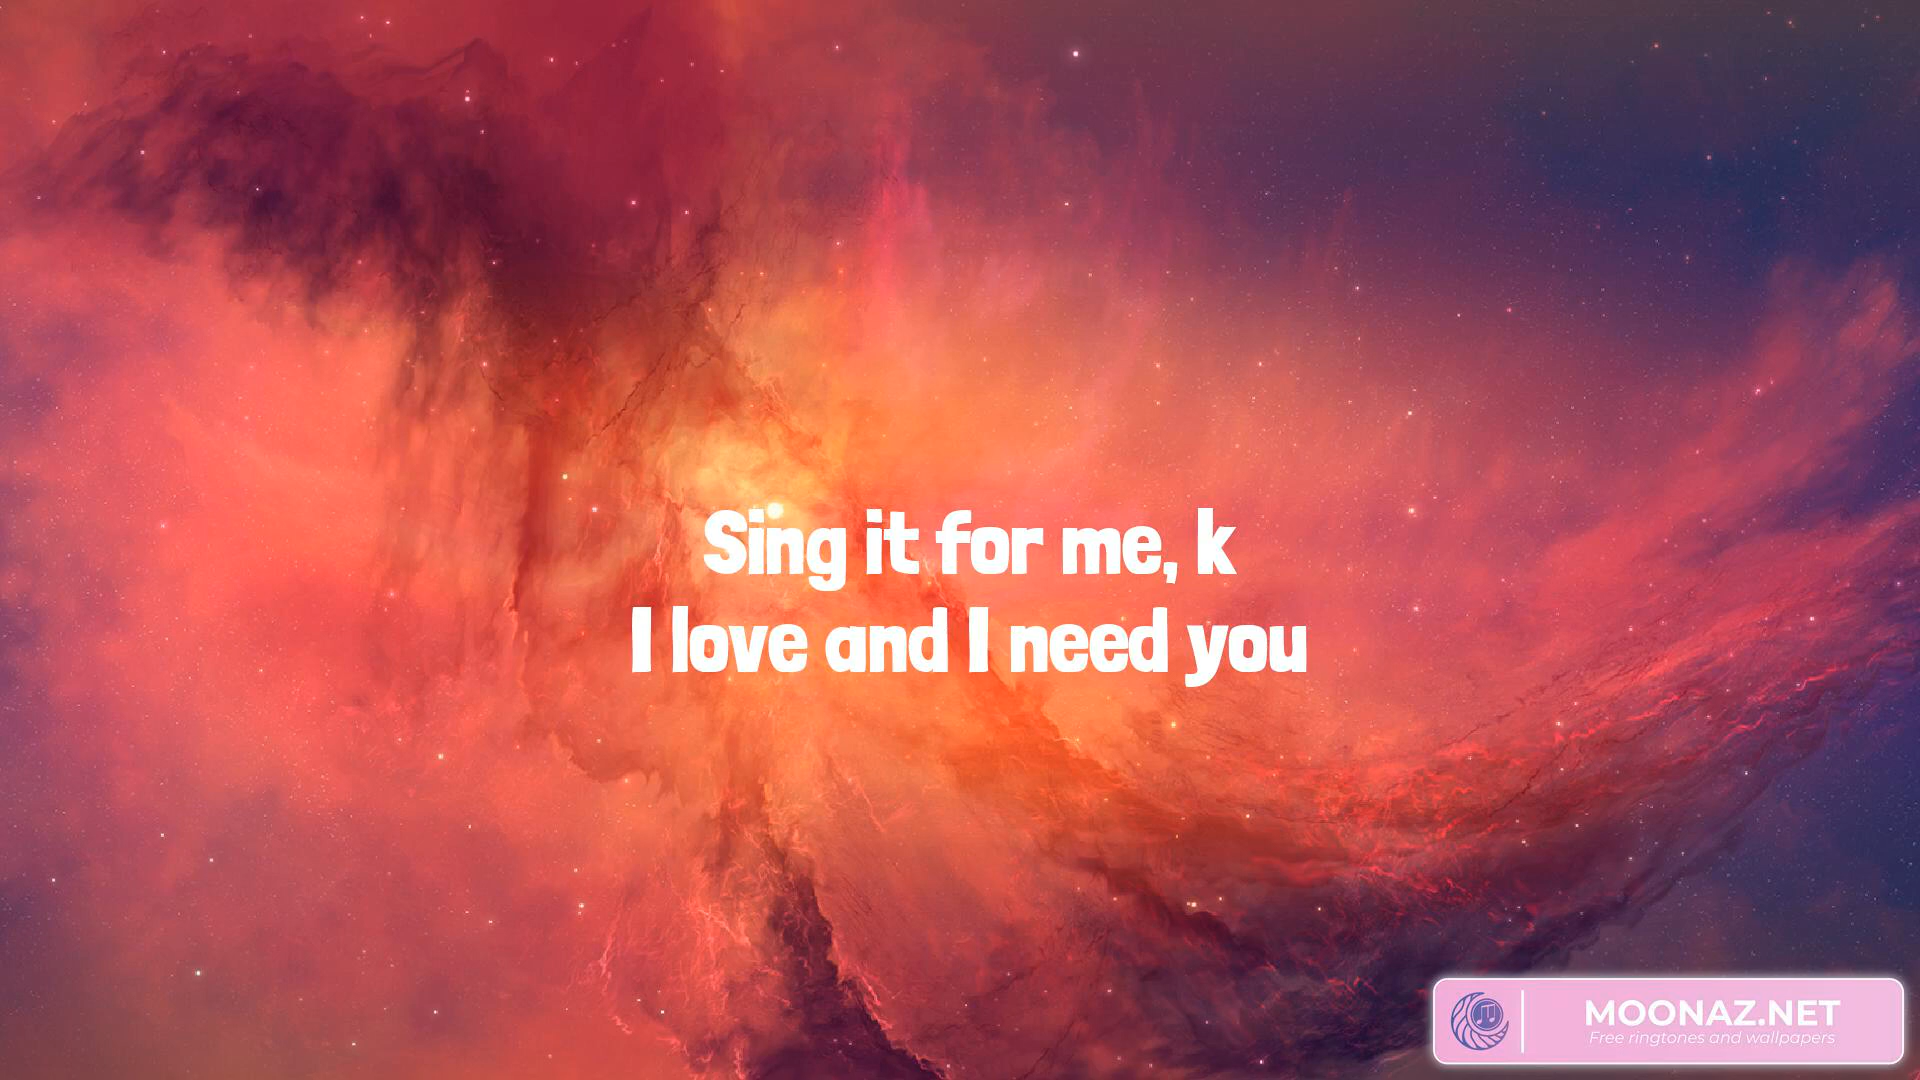 Sing it for me, k
I love and I need you
MOONAZ.NET
Free ringtones and wallpapers